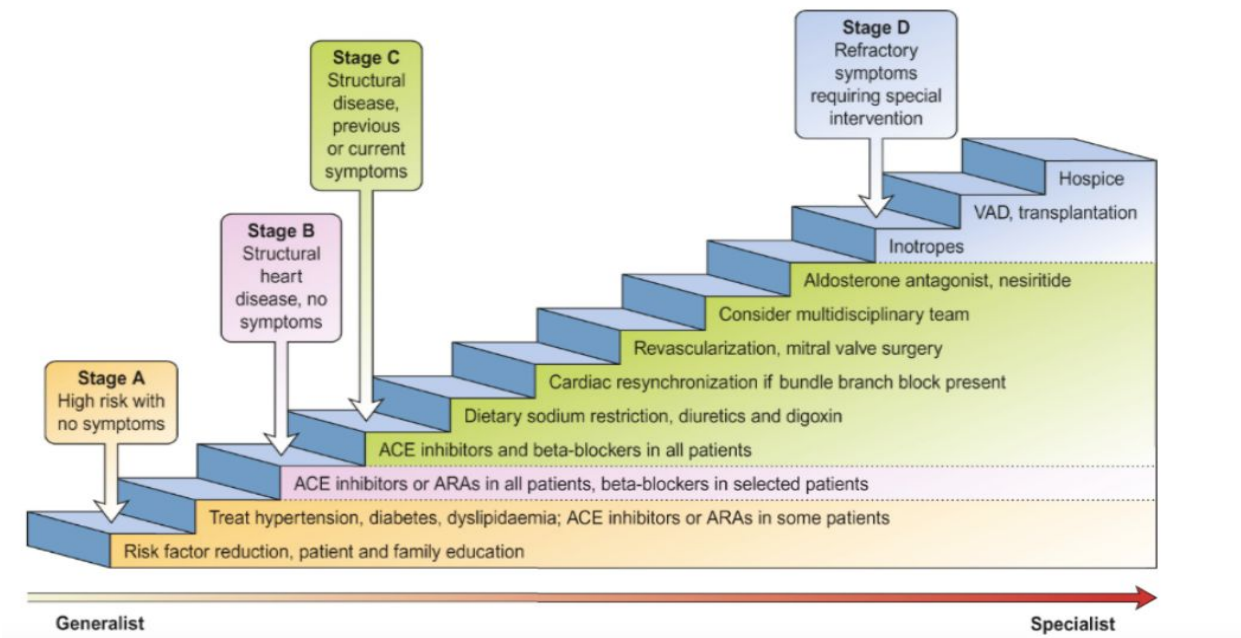 Stage D
Refractory
symptoms
requiring special
intervention
Stage C
Structural
disease,
previous
or current
symptoms
Stage B
Structural
heart
disease, no
symptoms
Stage A
High risk with
no symptoms
Hospice
VAD, transplantation
Inotropes
Aldosterone antagonist, nesiritide
Consider multidisciplinary team
Revascularization, mitral valve surgery
Cardiac resynchronization if bundle branch block present
Dietary sodium restriction, diuretics and digoxin
ACE inhibitors and beta-blockers in all patients
ACE inhibitors or ARAs in all patients, beta-blockers in selected patients
Treat hypertension, diabetes, dyslipidaemia; ACE inhibitors or ARAs in some patients
Risk factor reduction, patient and family education
Generalist
Specialist